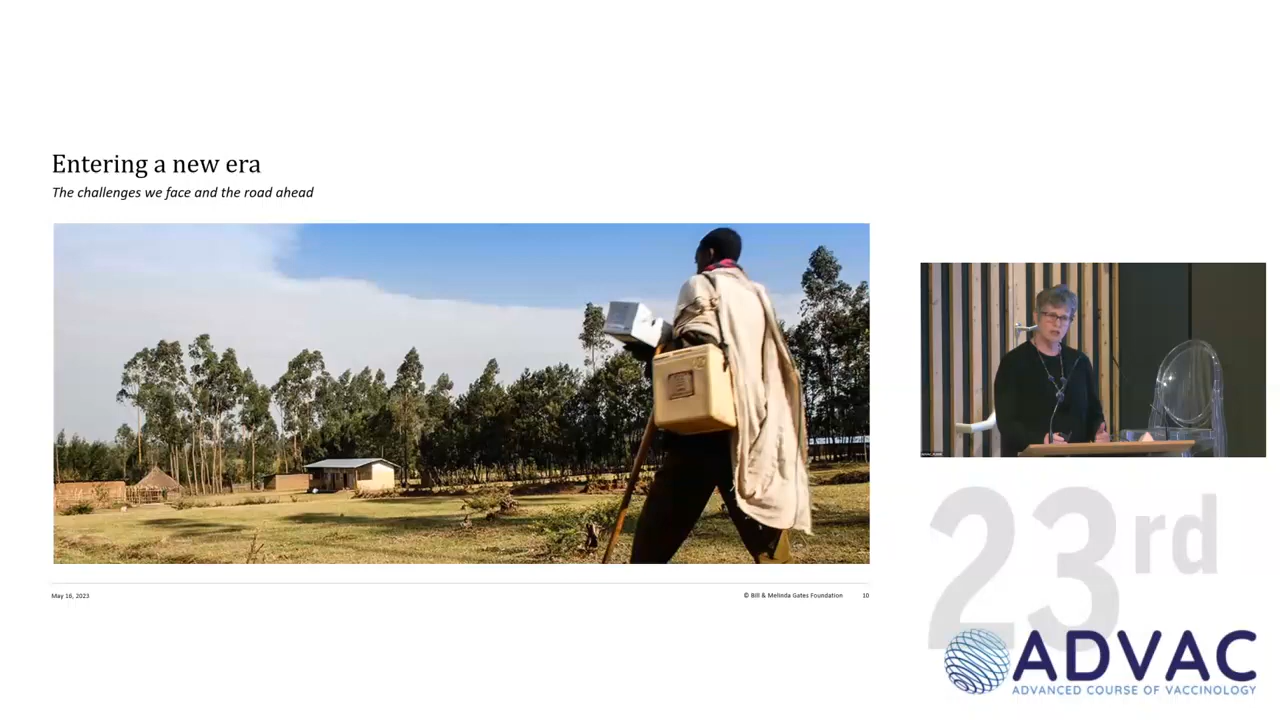 Entering a new era
The challenges we face and the road ahead
May 16, 2023
© Bill & Melinda Gates Foundation
10
23rd
ADVAC
ADVANCED COURSE OF VACCINOLOGY